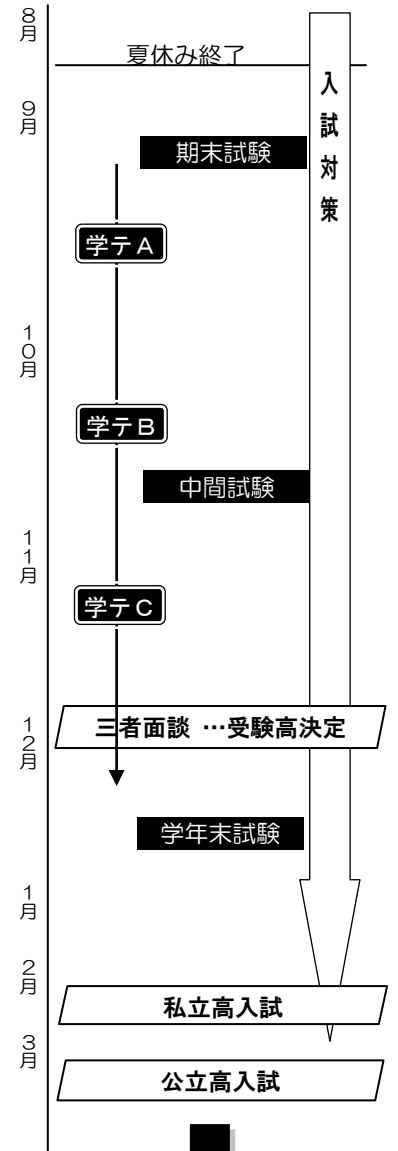 8月
夏休み終了
入試対策
9月
期末試験
学テA
10月
学テB
中間試験
11月
学テC
三者面談 …受験高決定
12月
学年末試験
1月
2月
私立高入試
3月
公立高入試